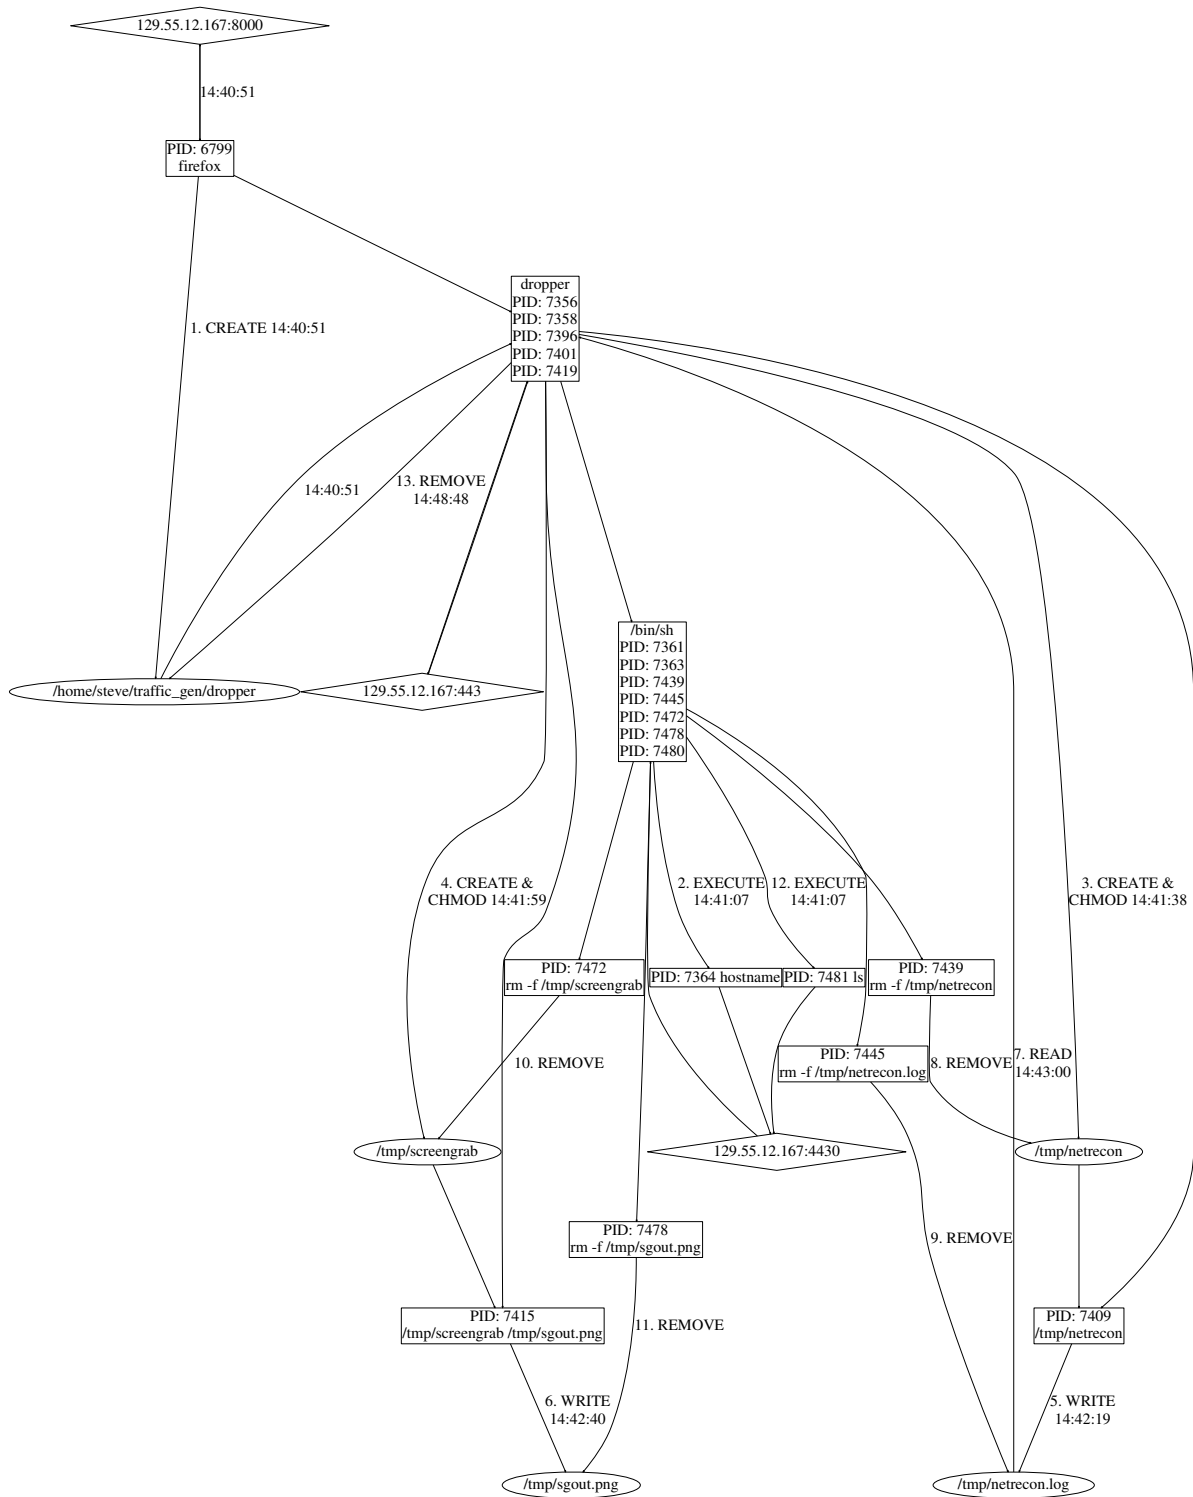 129.55.12.167:8000
14:40:51
PID: 6799
firefox
dropper
PID: 7356
PID: 7358
PID: 7396
PID: 7401
PID: 7419
1. CREATE 14:40:51
14:40:51
13. REMOVE
14:48:48
/bin/sh
PID: 7361
PID: 7363
PID: 7439
PID: 7445
PID: 7472
PID: 7478
PID: 7480
/home/steve/traffic_gen/dropper
129.55.12.167:443
4. CREATE &
CHMOD 14:41:59
2. EXECUTE
14:41:07
12. EXECUTE
14:41:07
3. CREATE &
CHMOD 14:41:38
PID: 7472
rm -f /tmp/screengrab
PID: 7364 hostname
PID: 7481 ls
PID: 7439
rm -f /tmp/netrecon
10. REMOVE
PID: 7445
rm -f /tmp/netrecon.log
8. REMOVE
7. READ
14:43:00
/tmp/screengrab
129.55.12.167:4430
/tmp/netrecon
PID: 7478
rm -f /tmp/sgout.png
9. REMOVE
PID: 7415
/tmp/screengrab /tmp/sgout.png
11. REMOVE
PID: 7409
/tmp/netrecon
6. WRITE
14:42:40
5. WRITE
14:42:19
/tmp/sgout.png
/tmp/netrecon.log